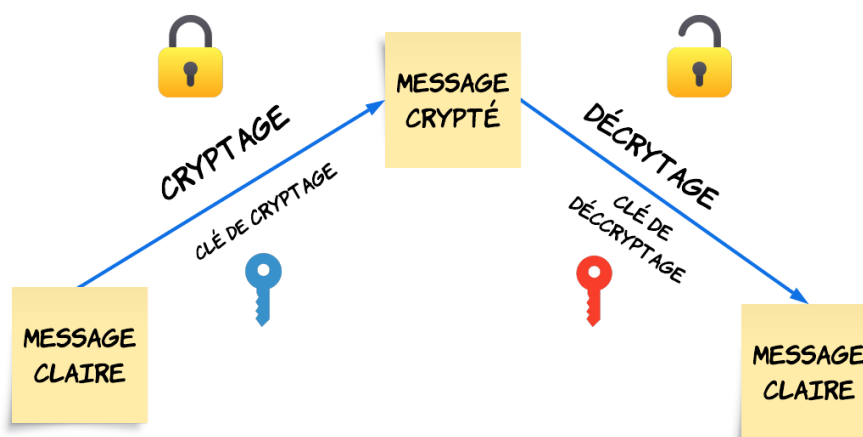 MESSAGE
CRYPTÉ
CRYPTAGE
CLÉ DE CRYPTAGE
DÉCRYTAGE
CLÉ DE
DÉCCRYPTAGE
MESSAGE
CLAIRE
MESSAGE
CLAIRE